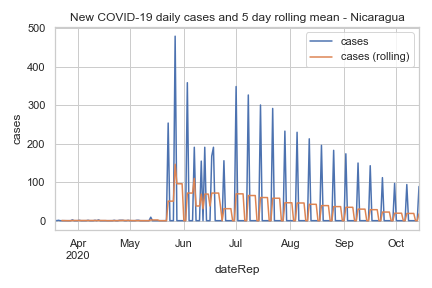 New COVID-19 daily cases and 5 day rolling mean - Nicaragua
500
400
300
200
100
0
cases
cases
cases (rolling)
Apr
2020
May
Jun
Jul
Aug
Sep
Oct
dateRep